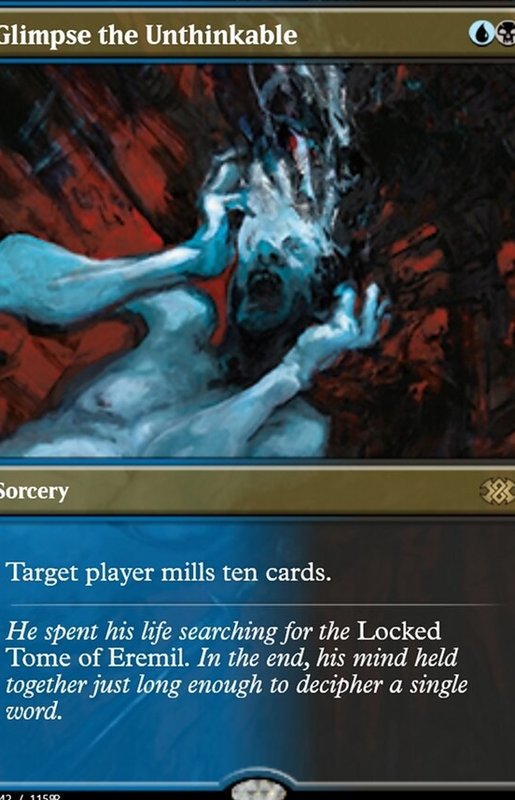 Glimpse the Unthinkable
Sorcery
Target player mills ten cards.
He spent his life searching for the Locked
Tome of Eremil. In the end, his mind held
together just long enough to decipher a single
word.